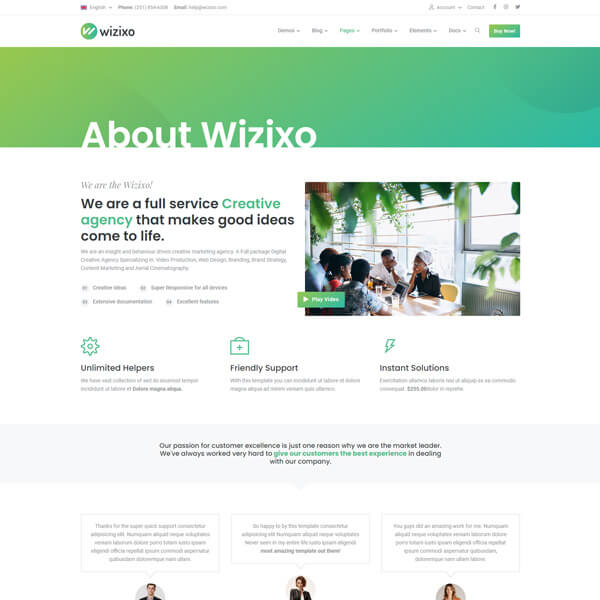 English Phone: (251) 854-6308 Email: help@wizixo.com Account Contact
wizixo Demos Blog Pages Portfolio Elements Docs Buy Now!
About Wizixo
We are the Wizixo!
We are a full service Creative
agency that makes good ideas
come to life.
We are an insight and behaviour driven creative marketing agency. A Full package Digital
Creative Agency Specializing in: Video Production, Web Design, Branding, Brand Strategy,
Content Marketing and Aerial Cinematography.
01 Creative Ideas 02 Super Responsive for all devices
03 Extensive documentation 04 Excellent features
Play Video
Unlimited Helpers
We have vast collection of sed do eiusmod tempor
incididunt ut labore et Dolore magna aliqua.
Friendly Support
With this template you can incididunt ut labore et dolore
magna aliqua ad minim veniam quis ullamco.
Instant Solutions
Exercitation ullamco laboris nisi ut aliquip ex ea commodo
consequat. $255.00dolor in reprehe.
Our passion for customer excellence is just one reason why we are the market leader.
We've always worked very hard to give our customers the best experience in dealing
with our company.
Thanks for the super quick support consectetur
adipisicing elit Numquam aliquid neque voluptates
dolore porro totam iusto veniam quos laboriosam
eligendi officia repellat ipsum commodi aspernatur
quibusdam doloremque nam ullam.
So happy to by this template consectetur
adipisicing elit Numquam aliquid neque voluptates
Never seen in my entire life iusto veniam quos
laboriosam eligendi officia repellat ipsum commodi
most amazing template out them!
You guys did an amazing work for me. Numquam
aliquid neque voluptates dolore porro totam iusto
veniam quos laboriosam eligendi officia repellat
ipsum commodi aspernatur quibusdam, doloremque
nam ullam.